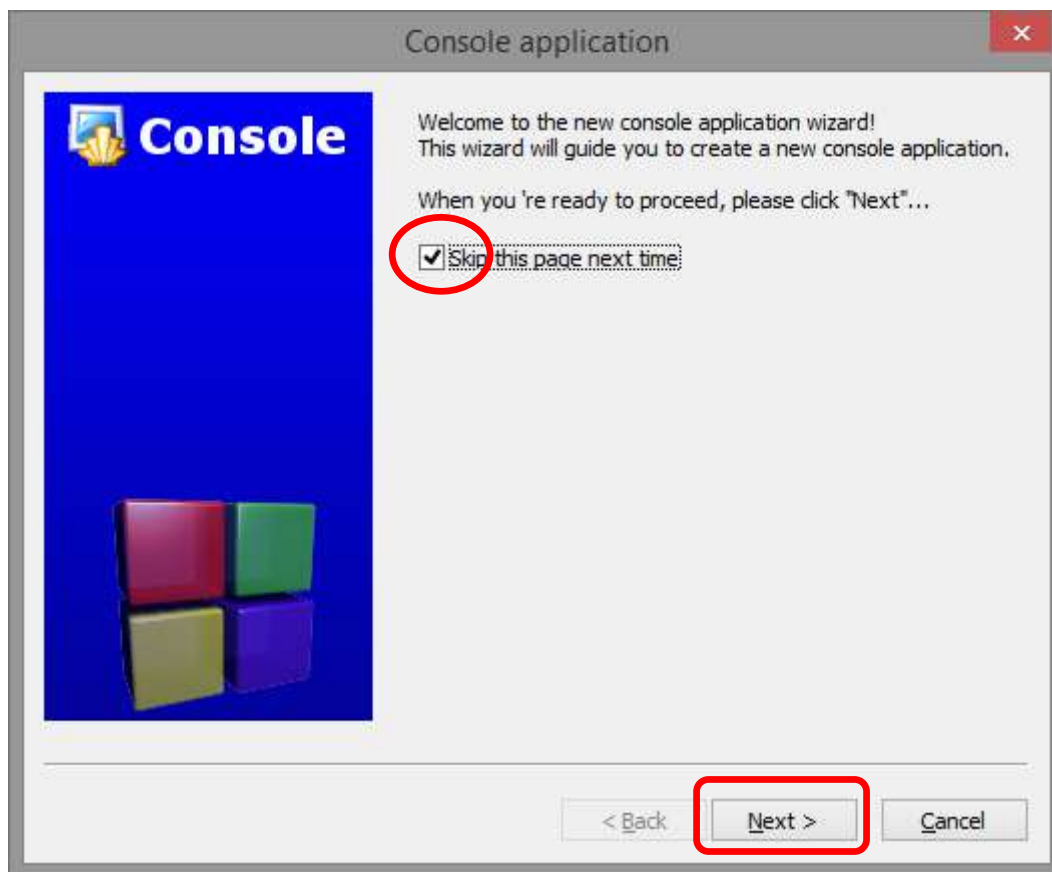 Console application
Console
Welcome to the new console application wizard!
This wizard will guide you to create a new console application.
When you 're ready to proceed, please click "Next"...
Skip this page next time
< Back
Next >
Cancel